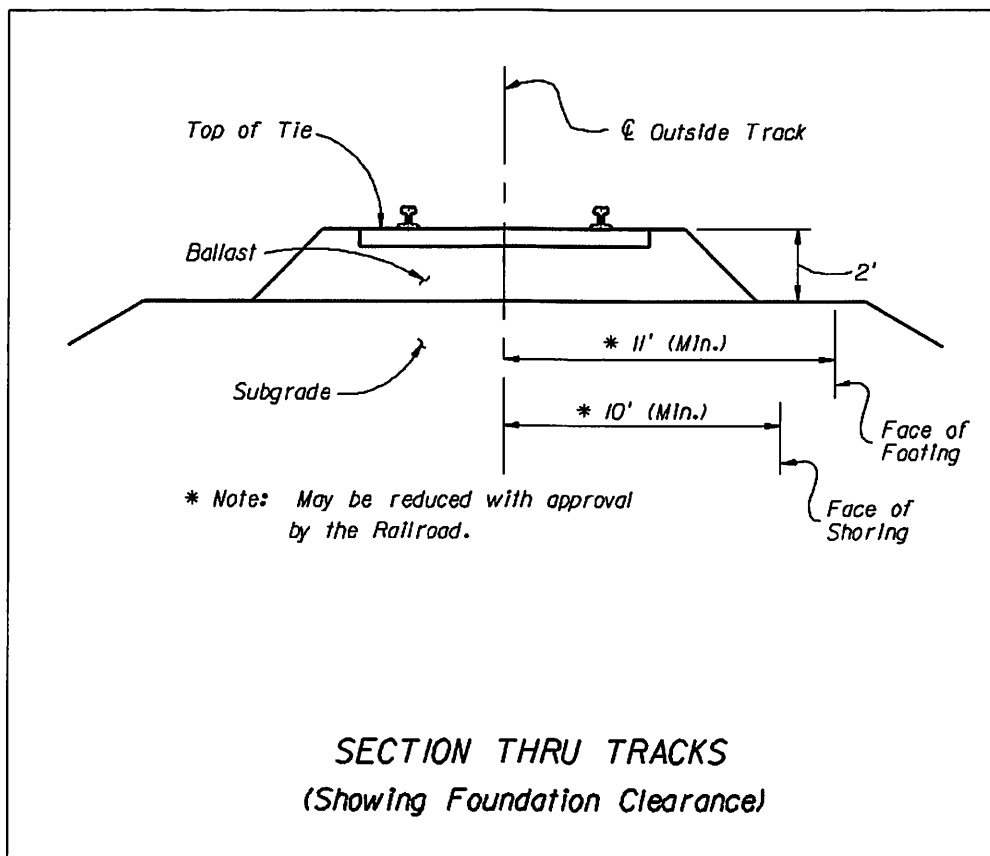 Top of Tie
℄ Outside Track
Ballast
2'
* 11' (Min.)
Subgrade
* 10' (Min.)
Face of
Footing
* Note: May be reduced with approval
by the Railroad.
Face of
Shoring
SECTION THRU TRACKS
(Showing Foundation Clearance)